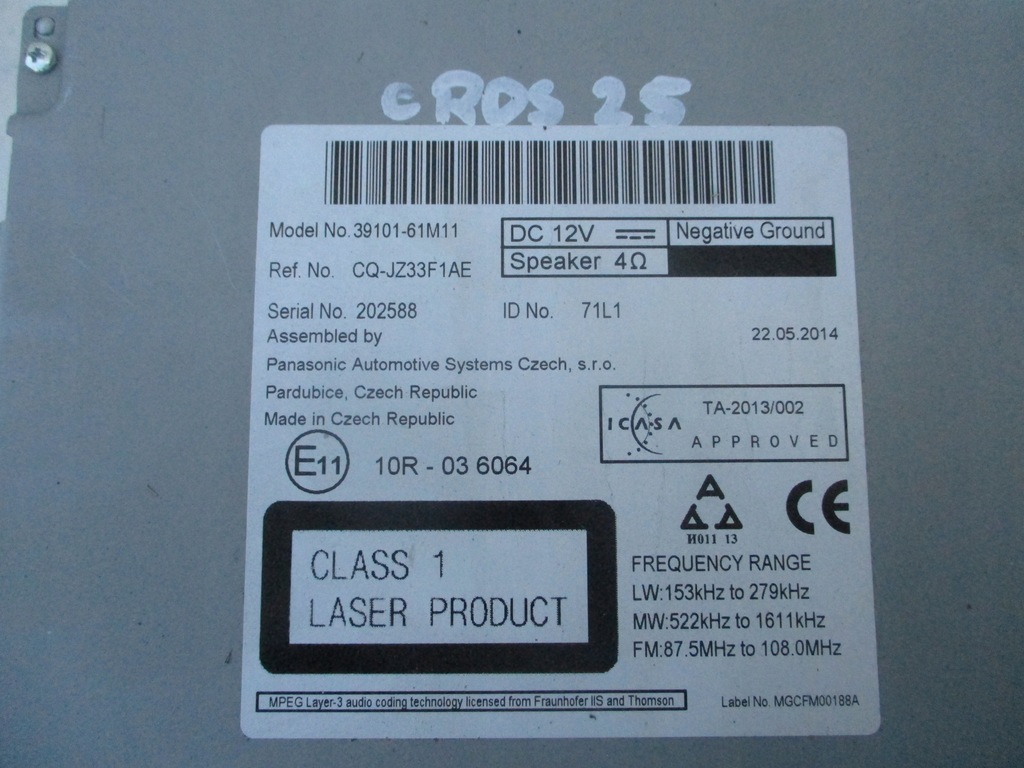 CROS 25
Model No. 39101-61M11
DC 12V
Negative Ground
Speaker 4Ω
Ref. No. CQ-JZ33F1AE
Serial No. 202588
ID No. 71L1
Assembled by
22.05.2014
Panasonic Automotive Systems Czech, s.r.o.
Pardubice, Czech Republic
Made in Czech Republic
ICASA
TA-2013/002
APPROVED
E11
10R - 03 6064
И011 13
CE
CLASS 1
LASER PRODUCT
FREQUENCY RANGE
LW:153kHz to 279kHz
MW:522kHz to 1611kHz
FM:87.5MHz to 108.0MHz
MPEG Layer-3 audio coding technology licensed from Fraunhofer IIS and Thomson
Label No. MGCFM00188A